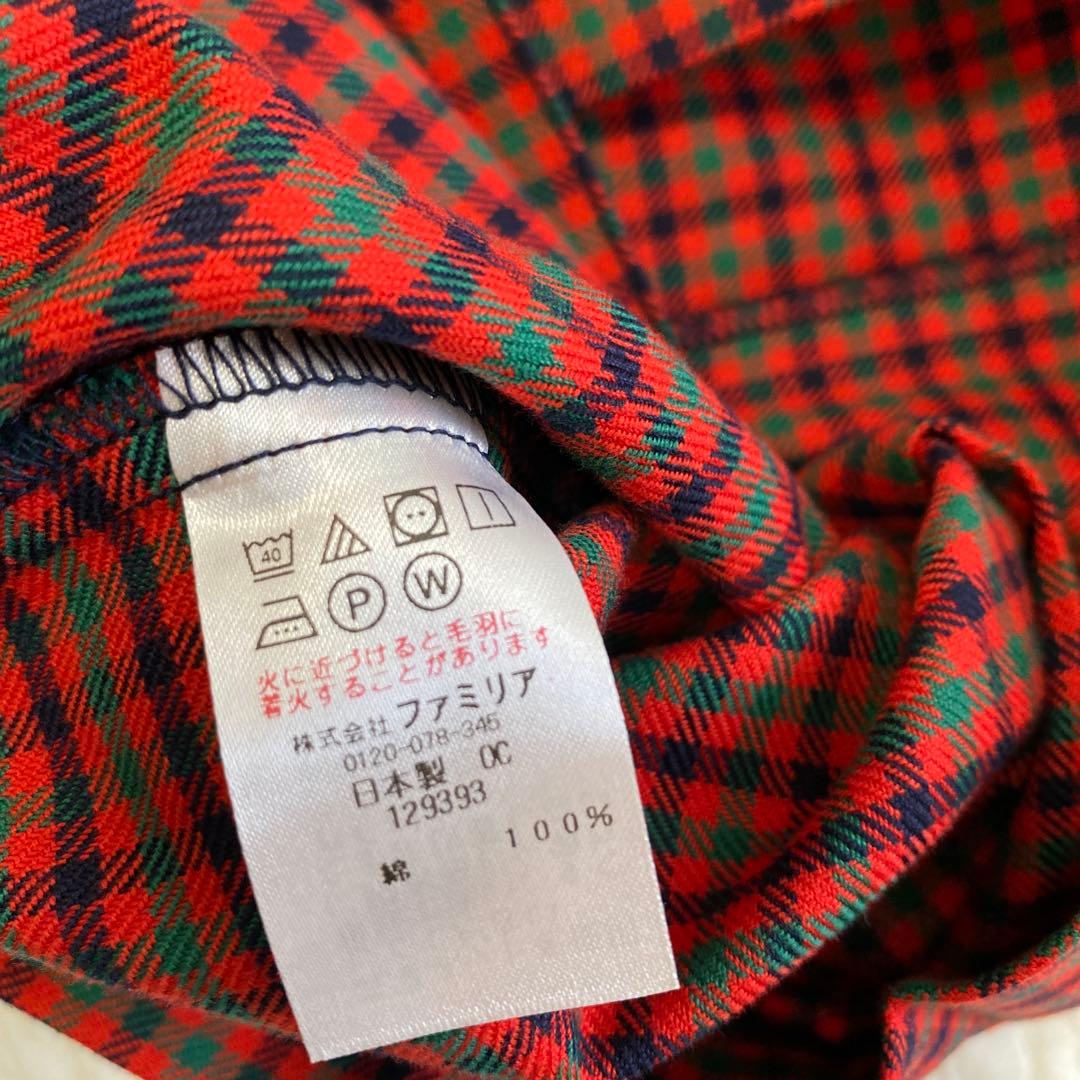 40
P W
火に近づけると毛羽に
着火することがあります
株式会社 ファミリア
0120-078-345
日本製 OC
129393
綿 100%